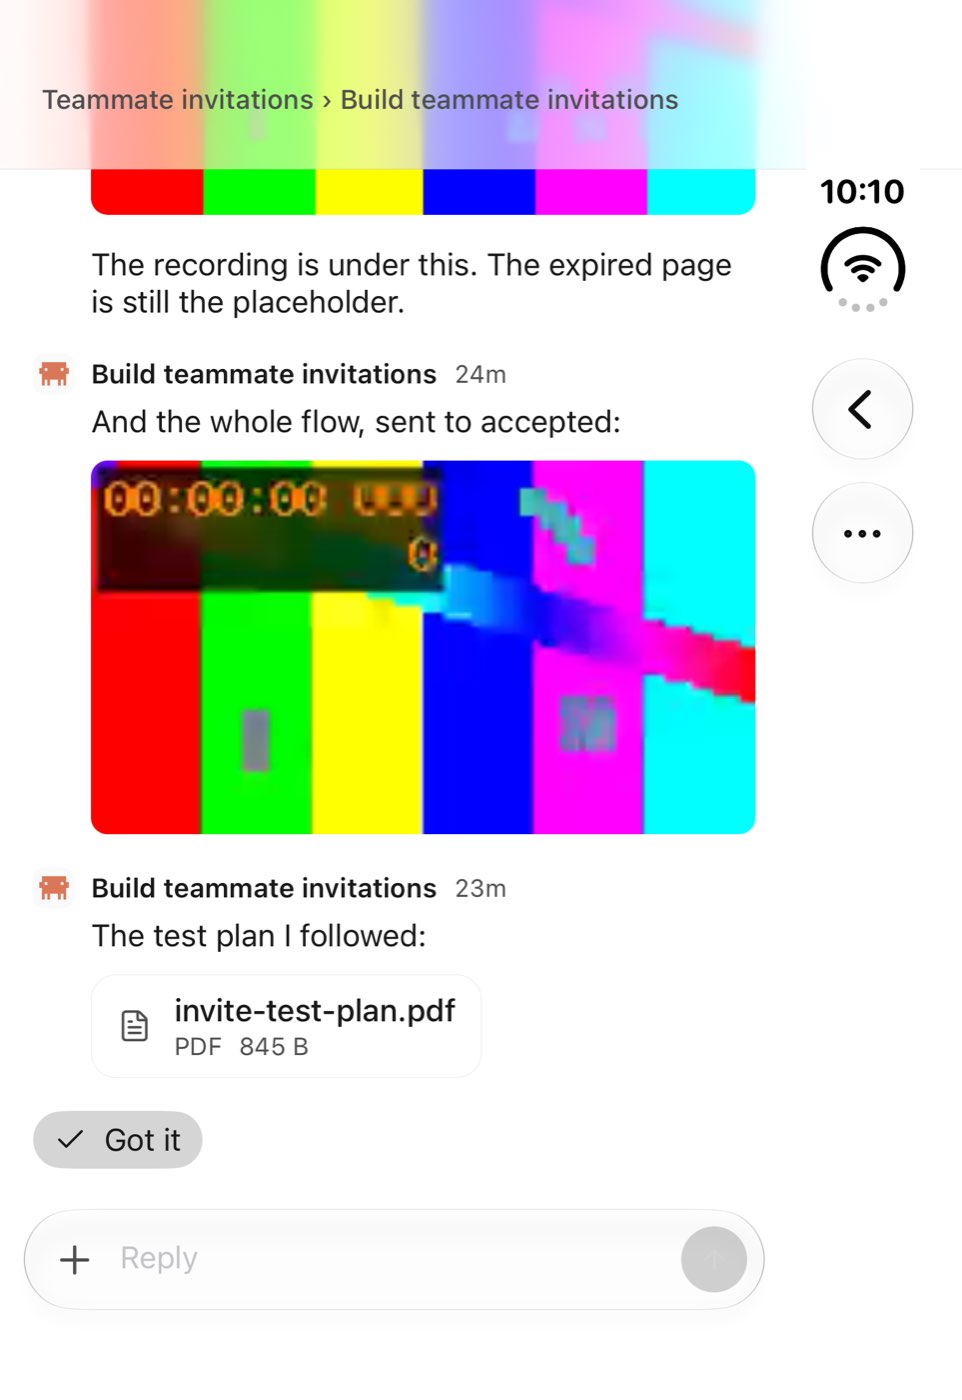 Teammate invitations › Build teammate invitations
10:10
The recording is under this. The expired page
is still the placeholder.
Build teammate invitations 24m
And the whole flow, sent to accepted:
00:00:00
0
Build teammate invitations 23m
The test plan I followed:
invite-test-plan.pdf
PDF 845 B
Got it
Reply